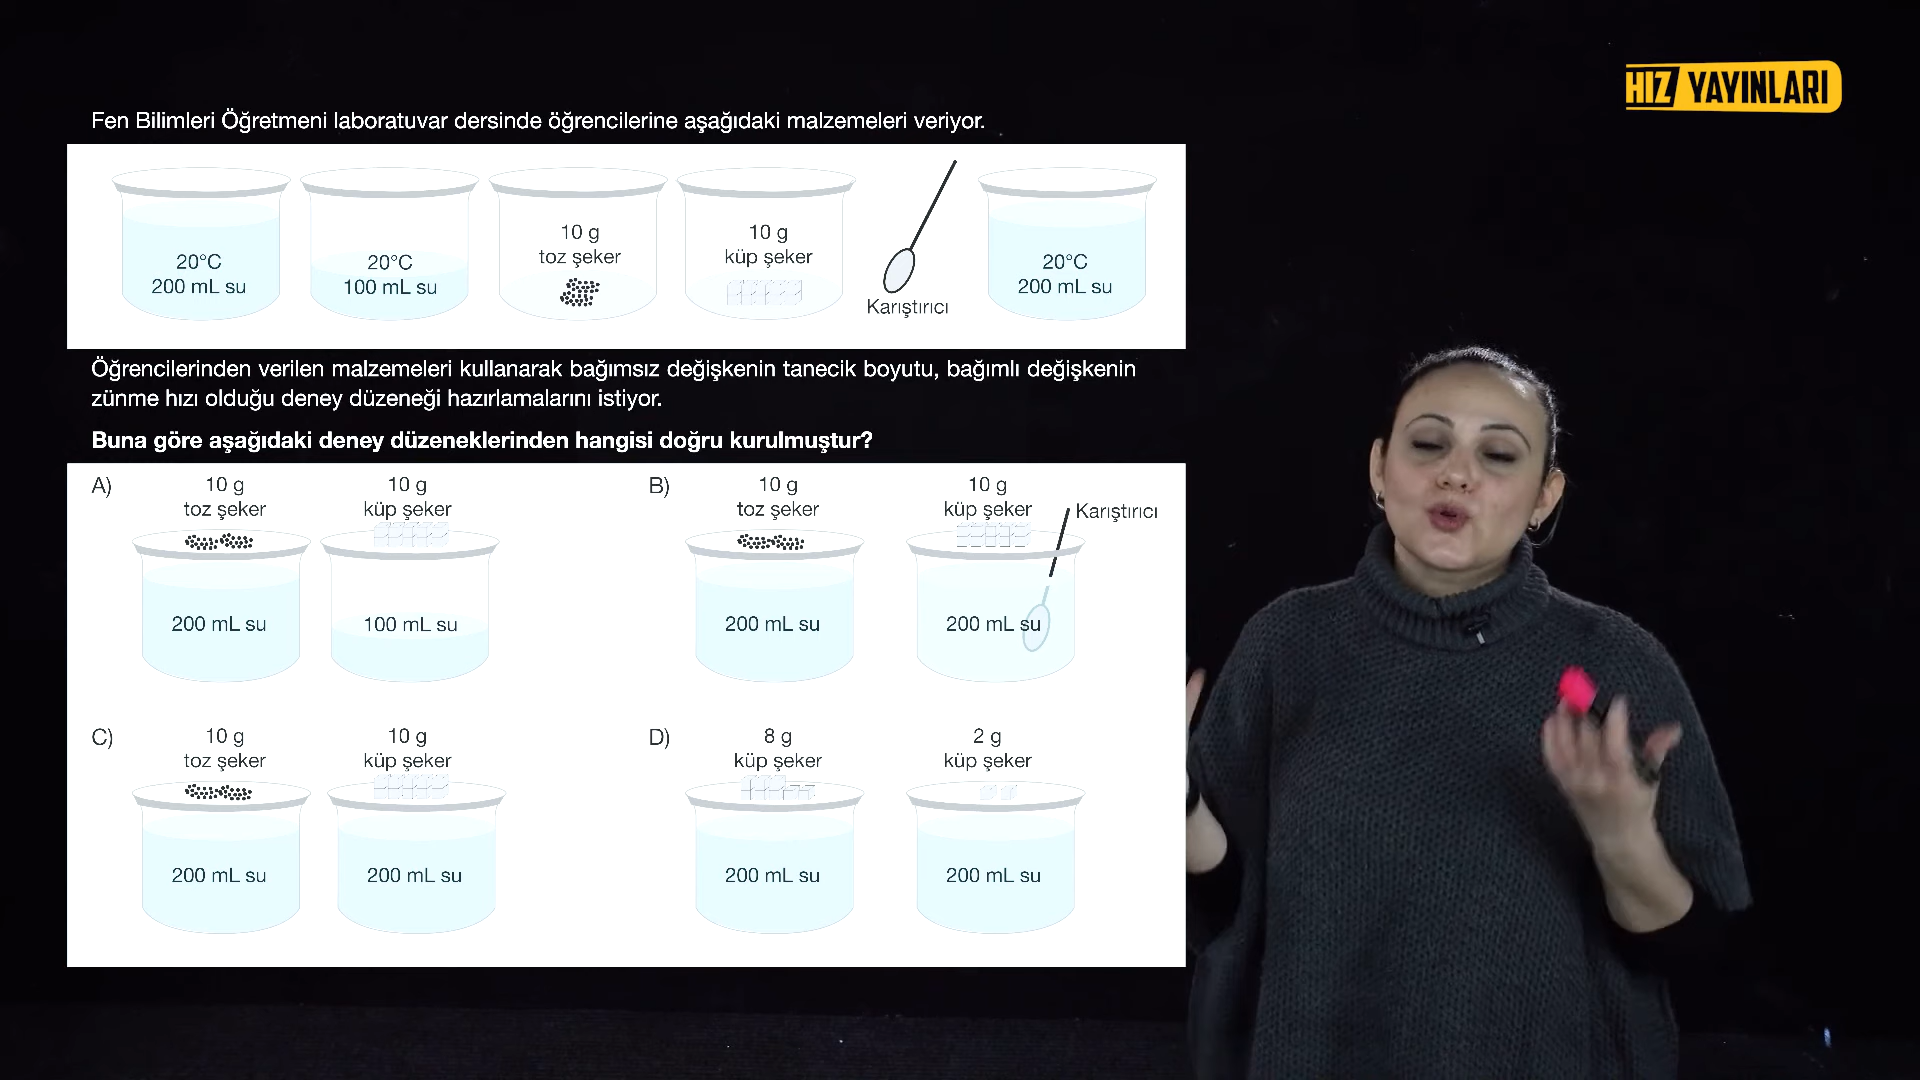 HIZ YAYINLARI
Fen Bilimleri Öğretmeni laboratuvar dersinde öğrencilerine aşağıdaki malzemeleri veriyor.
20°C
200 mL su
20°C
100 mL su
10 g
toz şeker
10 g
küp şeker
Karıştırıcı
20°C
200 mL su
Öğrencilerinden verilen malzemeleri kullanarak bağımsız değişkenin tanecik boyutu, bağımlı değişkenin
zünme hızı olduğu deney düzeneği hazırlamalarını istiyor.
Buna göre aşağıdaki deney düzeneklerinden hangisi doğru kurulmuştur?
A)
10 g
toz şeker
200 mL su
10 g
küp şeker
100 mL su
B)
10 g
toz şeker
200 mL su
10 g
küp şeker
Karıştırıcı
200 mL su
C)
10 g
toz şeker
200 mL su
10 g
küp şeker
200 mL su
D)
8 g
küp şeker
200 mL su
2 g
küp şeker
200 mL su